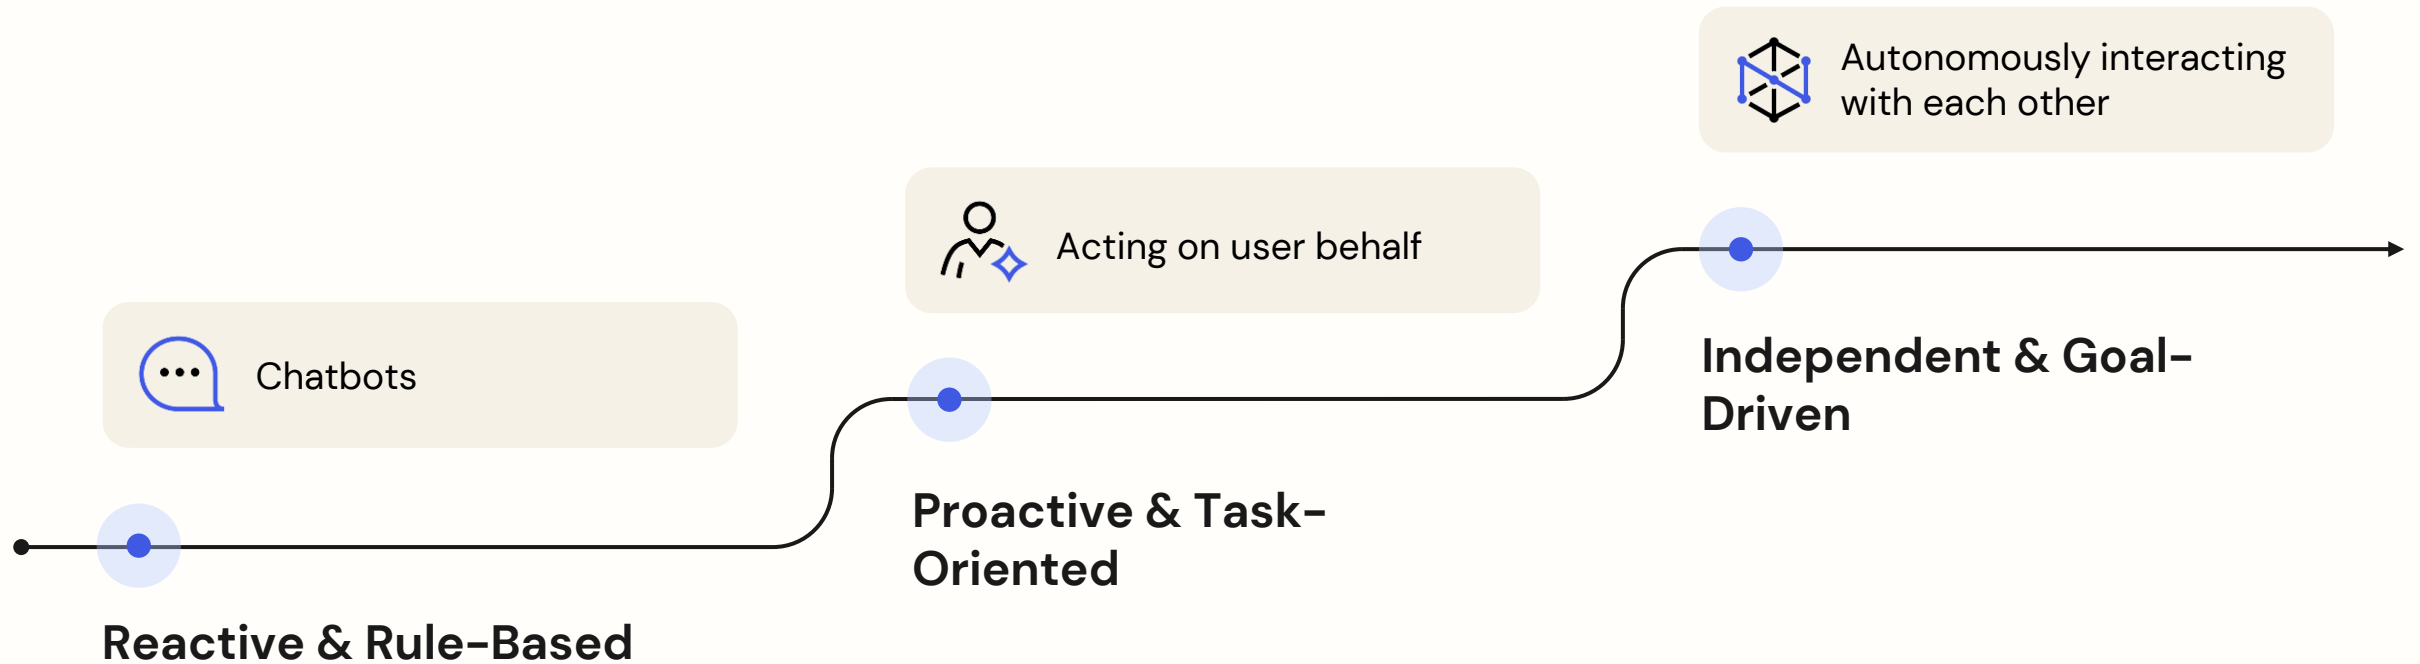 Chatbots
Reactive & Rule-Based
Acting on user behalf
Proactive & Task-
Oriented
Autonomously interacting
with each other
Independent & Goal-
Driven